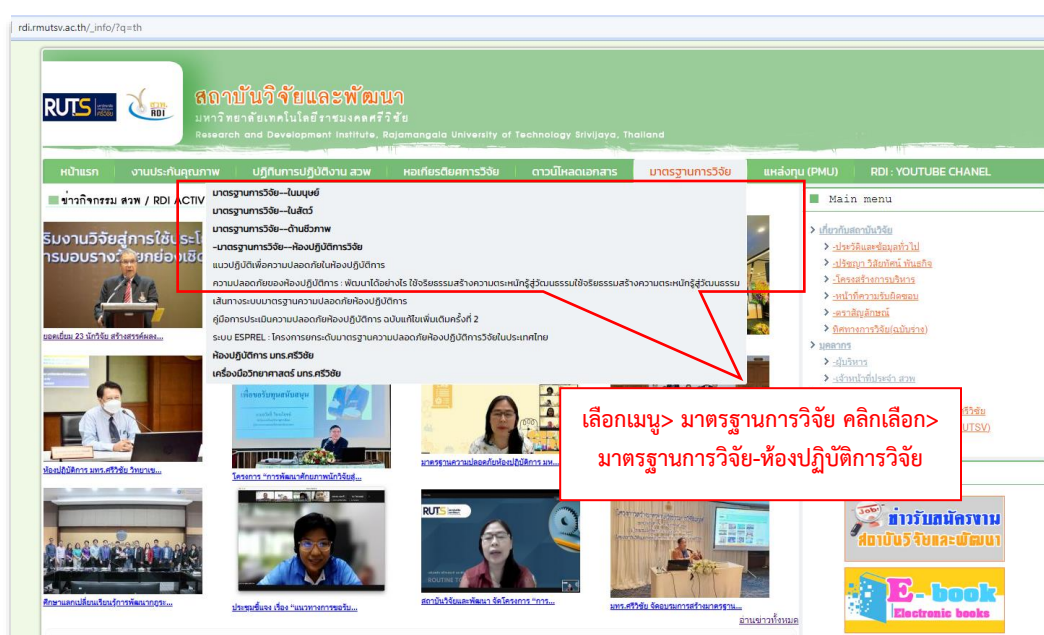 rdi.rmutsv.ac.th/_info/?q=th
RUTS
สวพ.
RDI
สถาบันวิจัยและพัฒนา
มหาวิทยาลัยเทคโนโลยีราชมงคลศรีวิชัย
Research and Development Institute, Rajamangala University of Technology Srivijaya, Thailand
หน้าแรก งานประกันคุณภาพ ปฏิทินการปฏิบัติงาน สวพ หอเกียรติยศการวิจัย ดาวน์โหลดเอกสาร มาตรฐานการวิจัย แหล่งทุน (PMU) RDI : YOUTUBE CHANEL
ข่าวกิจกรรม สวพ / RDI ACTIV
มาตรฐานการวิจัย--ในมนุษย์
มาตรฐานการวิจัย--ในสัตว์
มาตรฐานการวิจัย--ด้านชีวภาพ
-มาตรฐานการวิจัย--ห้องปฏิบัติการวิจัย
แนวปฏิบัติเพื่อความปลอดภัยในห้องปฏิบัติการ
ความปลอดภัยของห้องปฏิบัติการ : พัฒนาได้อย่างไร ใช้จริยธรรมสร้างความตระหนักรู้สู่วัฒนธรรมใช้จริยธรรมสร้างความตระหนักรู้สู่วัฒนธรรม
เส้นทางระบบมาตรฐานความปลอดภัยห้องปฏิบัติการ
คู่มือการประเมินความปลอดภัยห้องปฏิบัติการ ฉบับแก้ไขเพิ่มเติมครั้งที่ 2
ระบบ ESPREL : โครงการยกระดับมาตรฐานความปลอดภัยห้องปฏิบัติการวิจัยในประเทศไทย
ห้องปฏิบัติการ มทร.ศรีวิชัย
เครื่องมือวิทยาศาสตร์ มทร.ศรีวิชัย
Main menu
เกี่ยวกับสถาบันวิจัย
-ประวัติและข้อมูลทั่วไป
-ปรัชญา วิสัยทัศน์ พันธกิจ
-โครงสร้างการบริหาร
-หน้าที่ความรับผิดชอบ
-ตราสัญลักษณ์
ทิศทางการวิจัย(ฉบับร่าง)
บุคลากร
-ผู้บริหาร
-เจ้าหน้าที่ประจำ สวพ
รีวิชัย
UTSV)
ริมงานวิจัยสู่การใช้ประโ
ารมอบราง
ยกย่องเชิด
ยอดเยี่ยม 23 นักวิจัย สร้างสรรค์ผลง...
เลือกเมนู> มาตรฐานการวิจัย คลิกเลือก>
มาตรฐานการวิจัย-ห้องปฏิบัติการวิจัย
ห้องปฏิบัติการ มทร.ศรีวิชัย วิทยาเข...
โครงการ "การพัฒนาศักยภาพนักวิจัยสู่...
มาตรฐานความปลอดภัยห้องปฏิบัติการ มห...
RUTS
ROUTINE TO
ศึกษาแลกเปลี่ยนเรียนรู้การพัฒนากฎระ...
ประชุมชี้แจง เรื่อง "แนวทางการขอรับ...
สถาบันวิจัยและพัฒนา จัดโครงการ "การ...
มทร.ศรีวิชัย จัดอบรมการสร้างมาตรฐาน...
อ่านข่าวทั้งหมด
Job!
ข่าวรับสมัครงาน
สถาบันวิจัยและพัฒนา
E-book
Electronic books